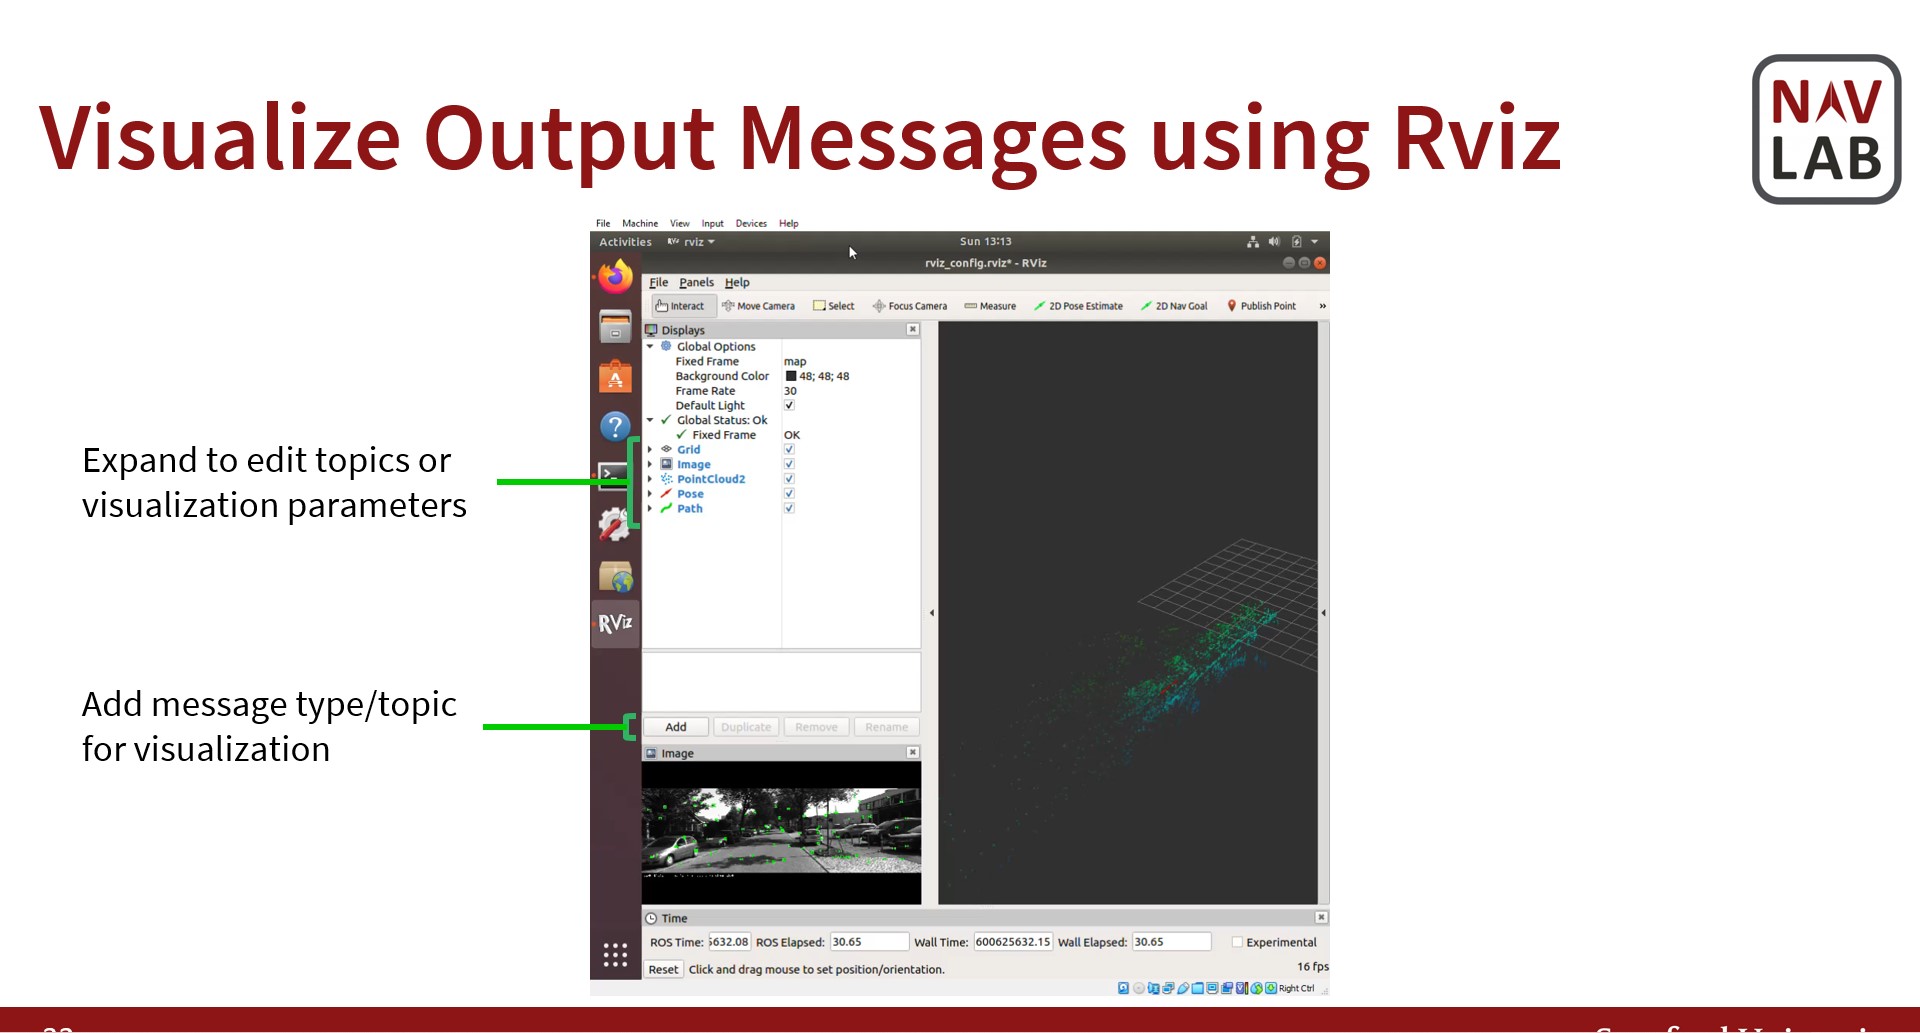 Visualize Output Messages using Rviz
NAV
LAB
File Machine View Input Devices Help
Activities rviz Sun 13:13
rviz_config.rviz* - RViz
File Panels Help
Interact Move Camera Select Focus Camera Measure 2D Pose Estimate 2D Nav Goal Publish Point »
Displays
Global Options
Fixed Frame map
Background Color 48; 48; 48
Frame Rate 30
Default Light
Global Status: Ok
Fixed Frame OK
Grid
Image
PointCloud2
Pose
Path
Expand to edit topics or
visualization parameters
RViz
Add message type/topic
for visualization
Add Duplicate Remove Rename
Image
Time
ROS Time: 5632.08 ROS Elapsed: 30.65 Wall Time: 600625632.15 Wall Elapsed: 30.65 Experimental
Reset Click and drag mouse to set position/orientation. 16 fps
Right Ctrl